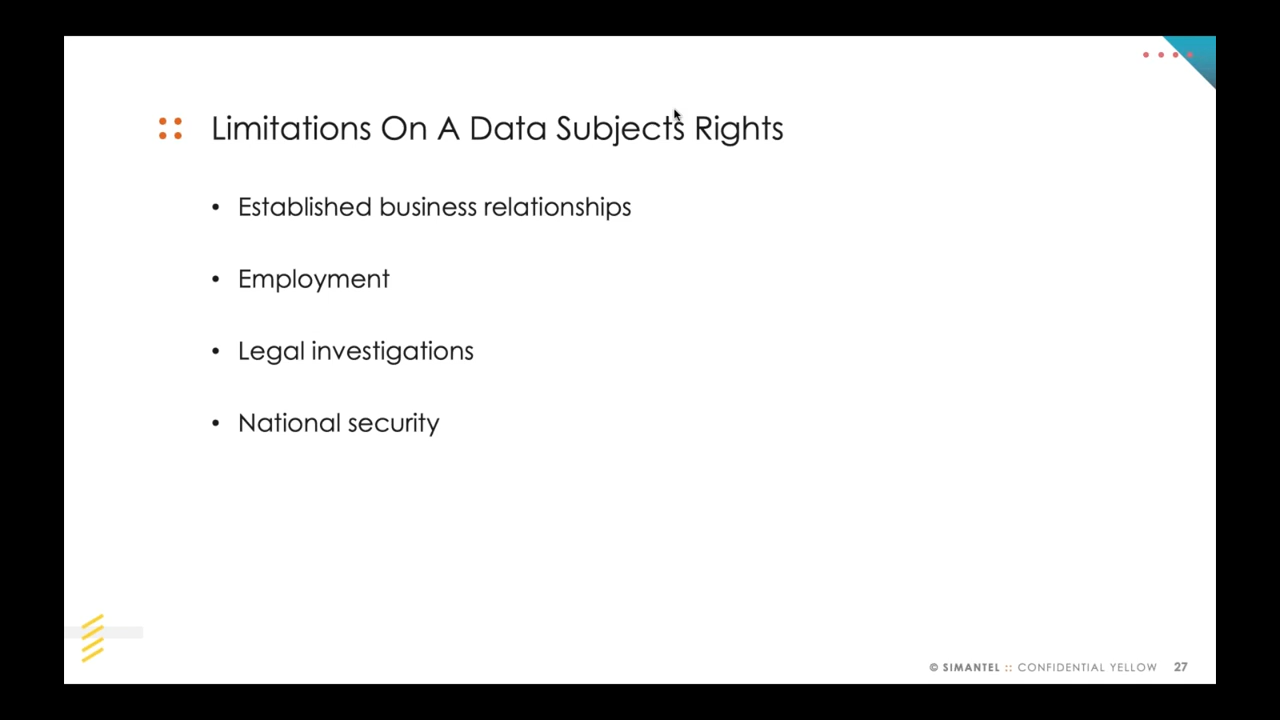 Limitations On A Data Subjects Rights
• Established business relationships
• Employment
• Legal investigations
• National security
© SIMANTEL :: CONFIDENTIAL YELLOW 27